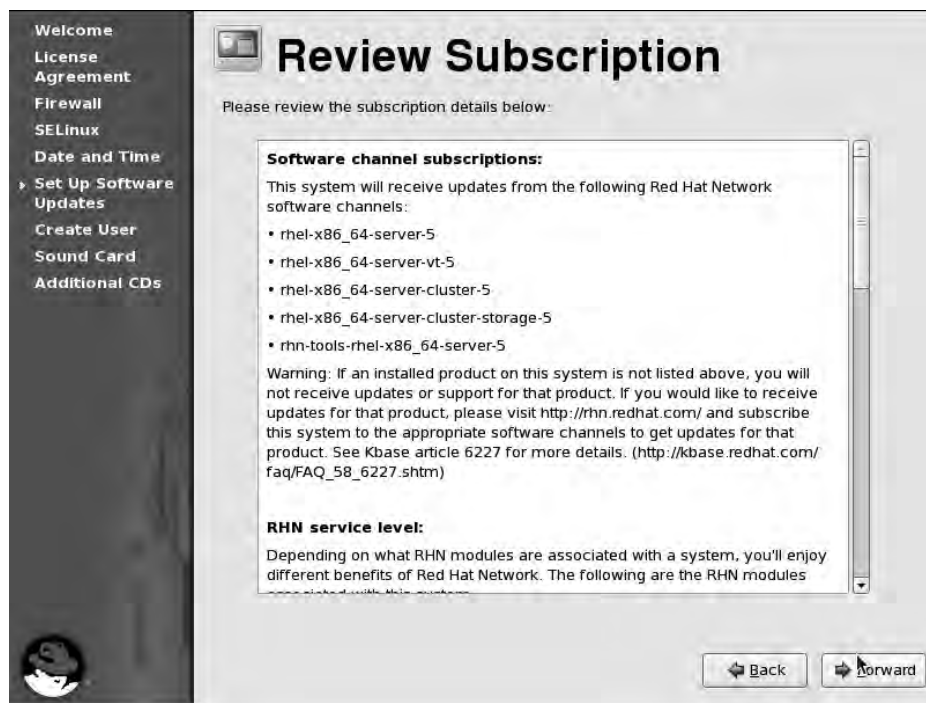 Welcome
License
Agreement
Firewall
SELinux
Date and Time
Set Up Software
Updates
Create User
Sound Card
Additional CDs
Review Subscription
Please review the subscription details below:
Software channel subscriptions:
This system will receive updates from the following Red Hat Network
software channels:
• rhel-x86_64-server-5
• rhel-x86_64-server-vt-5
• rhel-x86_64-server-cluster-5
• rhel-x86_64-server-cluster-storage-5
• rhn-tools-rhel-x86_64-server-5
Warning: If an installed product on this system is not listed above, you will
not receive updates or support for that product. If you would like to receive
updates for that product, please visit http://rhn.redhat.com/ and subscribe
this system to the appropriate software channels to get updates for that
product. See Kbase article 6227 for more details. (http://kbase.redhat.com/
faq/FAQ_58_6227.shtm)
RHN service level:
Depending on what RHN modules are associated with a system, you'll enjoy
different benefits of Red Hat Network. The following are the RHN modules
associated with this system
Back
Forward